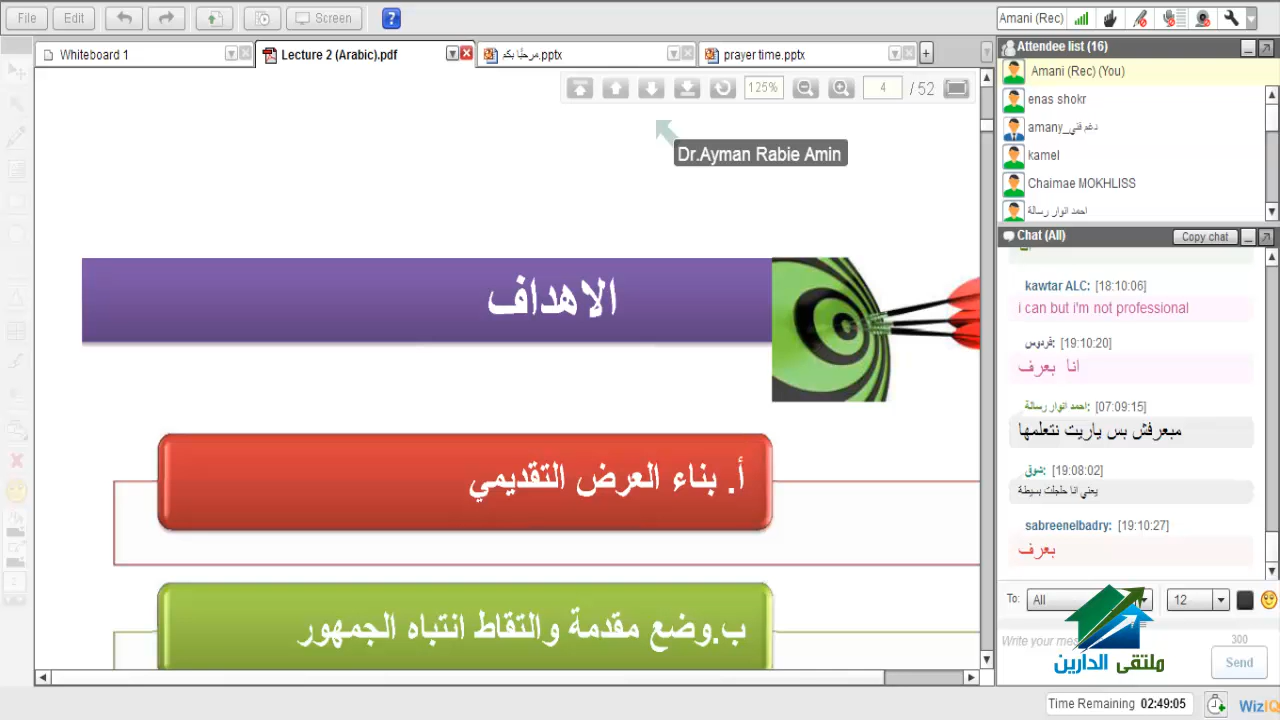 File
Edit
Screen
?
Amani (Rec)
Whiteboard 1
Lecture 2 (Arabic).pdf
مرحبًا بكم.pptx
prayer time.pptx
125%
4
/ 52
Dr.Ayman Rabie Amin
الاهداف
أ. بناء العرض التقديمي
ب.وضع مقدمة والتقاط انتباه الجمهور
Attendee list (16)
Amani (Rec) (You)
enas shokr
amany_دعم فني
kamel
Chaimae MOKHLISS
احمد انوار رسالة
Chat (All)
Copy chat
kawtar ALC: [18:10:06]
i can but i'm not professional
فردوس: [19:10:20]
انا بعرف
احمد انوار رسالة: [07:09:15]
مبعرفش بس ياريت نتعلمها
شوق: [19:08:02]
يعني انا حاجات بسيطة
sabreenelbadry: [19:10:27]
بعرف
To:
All
12
Write your mes
300
Send
ملتقى الدارين
Time Remaining 02:49:05
WizIQ